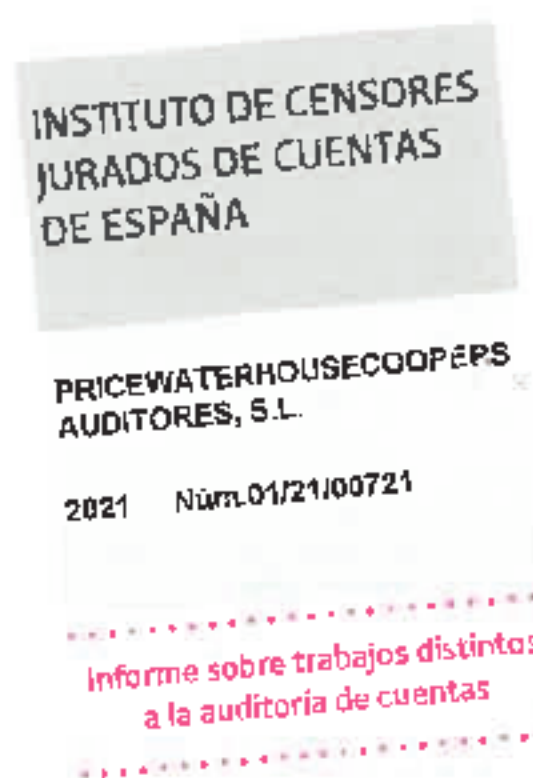 INSTITUTO DE CENSORES
JURADOS DE CUENTAS
DE ESPAÑA
PRICEWATERHOUSECOOPERS
AUDITORES, S.L.
2021 Núm.01/21/00721
Informe sobre trabajos distintos
a la auditoría de cuentas